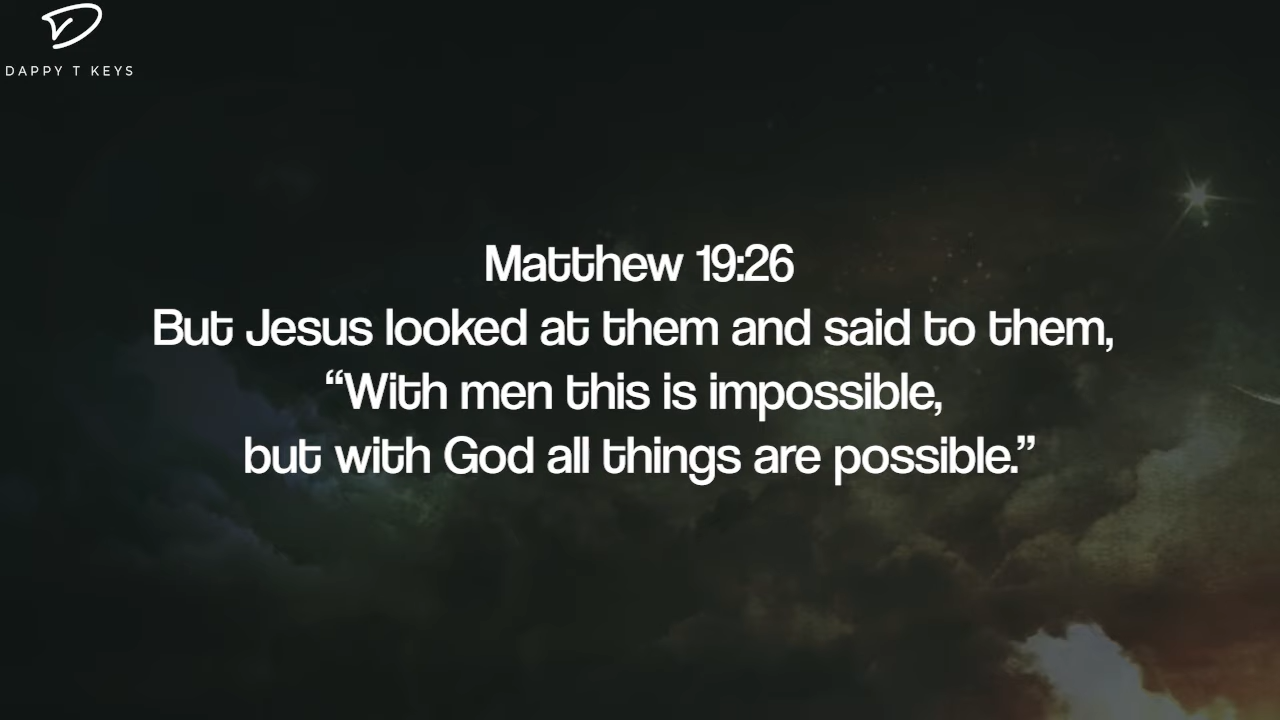 DAPPY T KEYS
Matthew 19:26
But Jesus looked at them and said to them,
“With men this is impossible,
but with God all things are possible.”